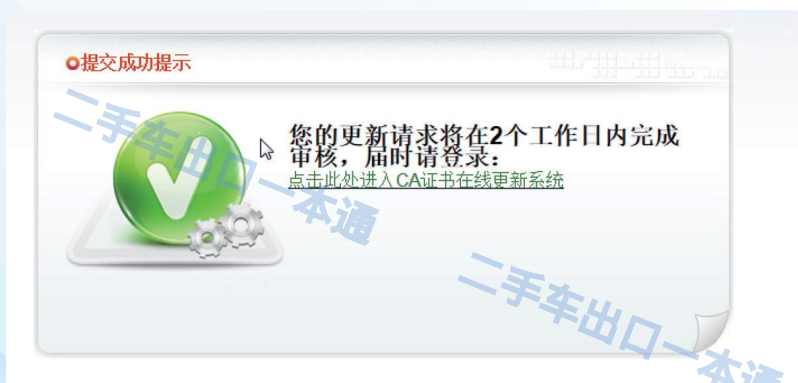 提交成功提示
您的更新请求将在2个工作日内完成
审核，届时请登录：
点击此处进入CA证书在线更新系统
二手车出口一本通
二手车出口一本通